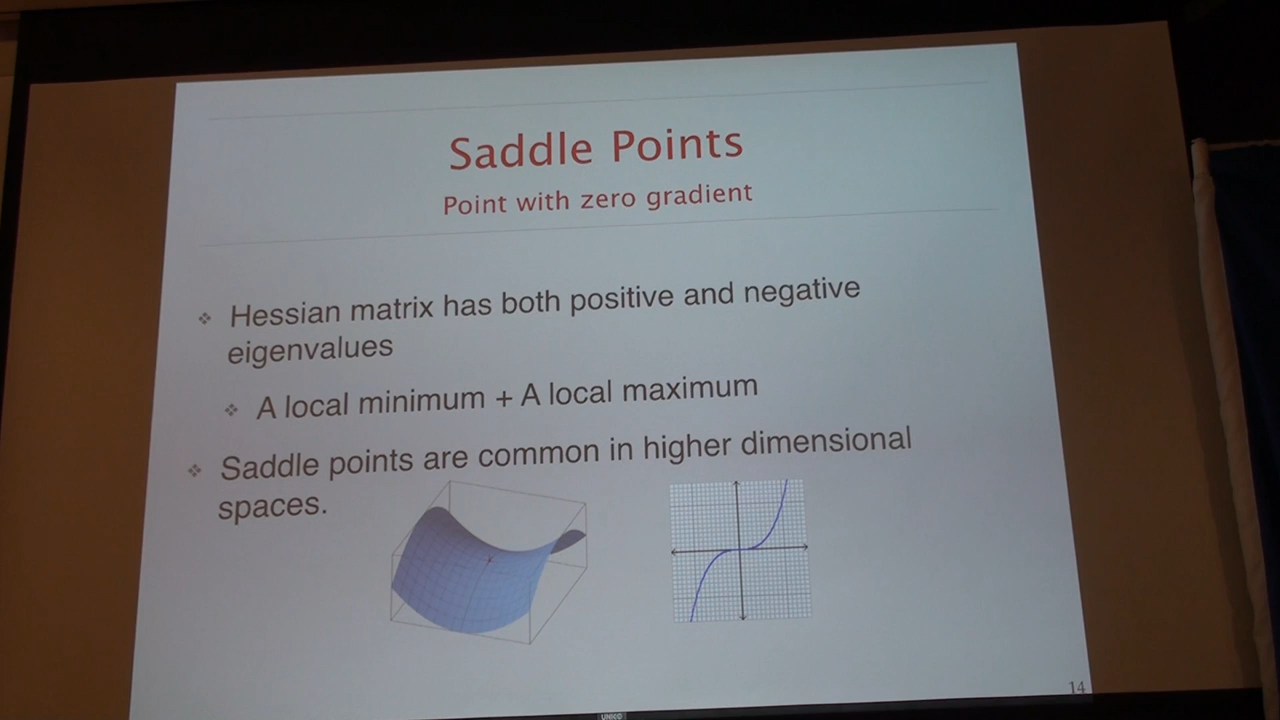 Saddle Points
Point with zero gradient
Hessian matrix has both positive and negative
eigenvalues
A local minimum + A local maximum
Saddle points are common in higher dimensional
spaces.
14